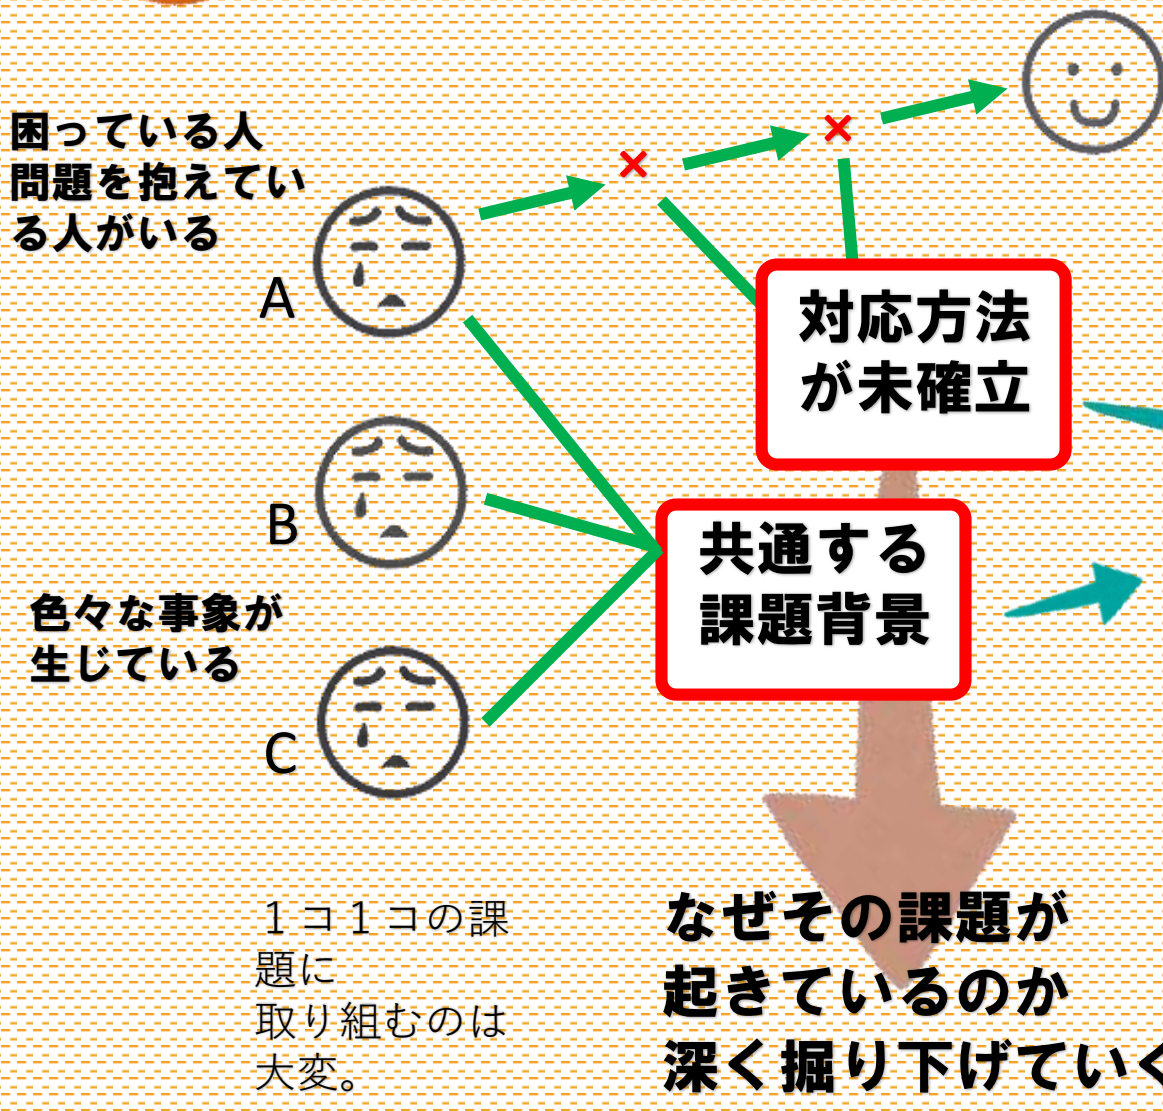 困っている人
問題を抱えてい
る人がいる
A
対応方法
が未確立
B
共通する
課題背景
色々な事象が
生じている
C
１コ１コの課
題に
取り組むのは
大変。
なぜその課題が
起きているのか
深く掘り下げていく